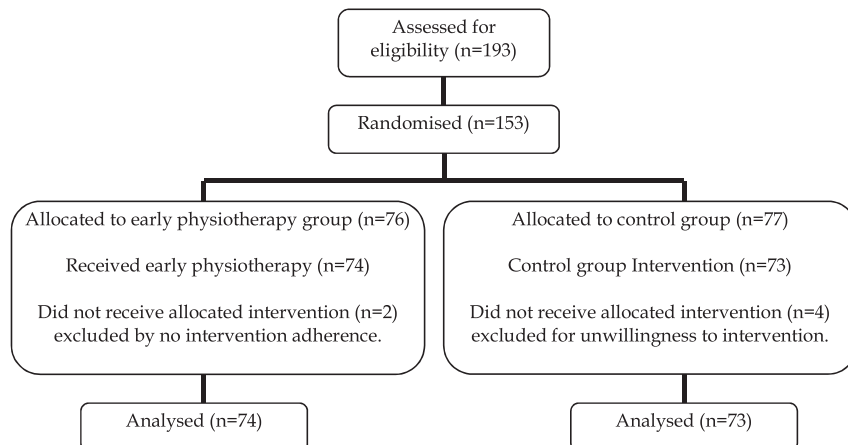 Assessed for
eligibility (n=193)
Randomised (n=153)
Allocated to early physiotherapy group (n=76)
Received early physiotherapy (n=74)
Did not receive allocated intervention (n=2)
excluded by no intervention adherence.
Allocated to control group (n=77)
Control group Intervention (n=73)
Did not receive allocated intervention (n=4)
excluded for unwillingness to intervention.
Analysed (n=74)
Analysed (n=73)